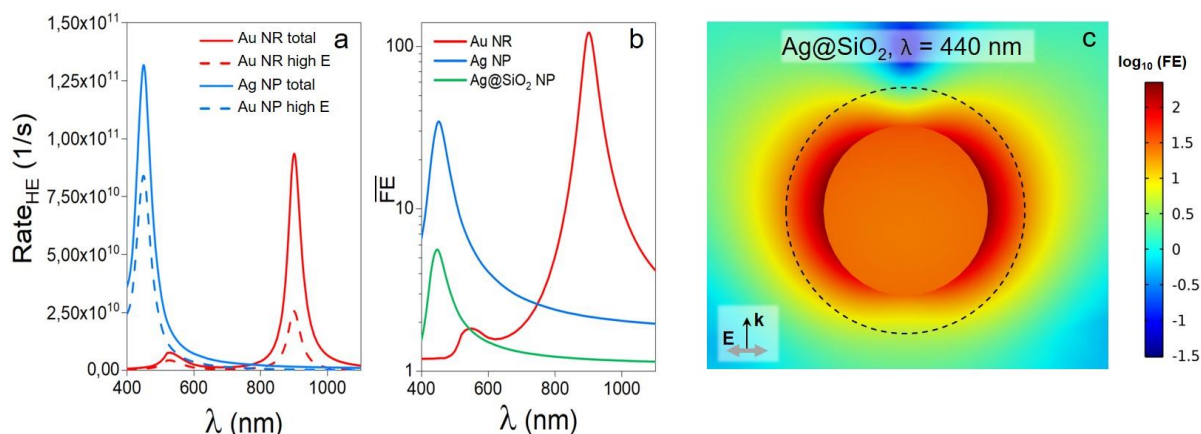 a
Rate_HE (1/s)
1,50x10¹¹
1,25x10¹¹
1,00x10¹¹
7,50x10¹⁰
5,00x10¹⁰
2,50x10¹⁰
0,00
Au NR total
Au NR high E
Ag NP total
Au NP high E
400 600 800 1000
λ (nm)
b
FE
100
10
1
Au NR
Ag NP
Ag@SiO₂ NP
400 600 800 1000
λ (nm)
c
Ag@SiO₂, λ = 440 nm
E
k
log₁₀ (FE)
2
1.5
1
0.5
0
-0.5
-1
-1.5